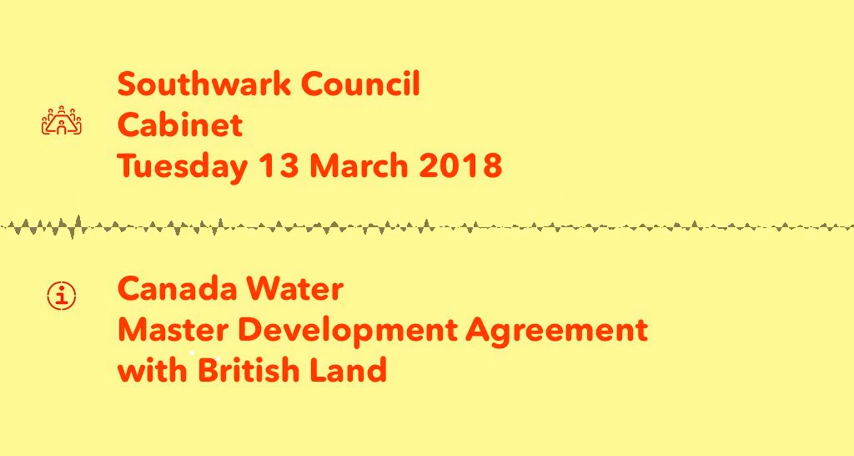 Southwark Council
Cabinet
Tuesday 13 March 2018
Canada Water
Master Development Agreement
with British Land